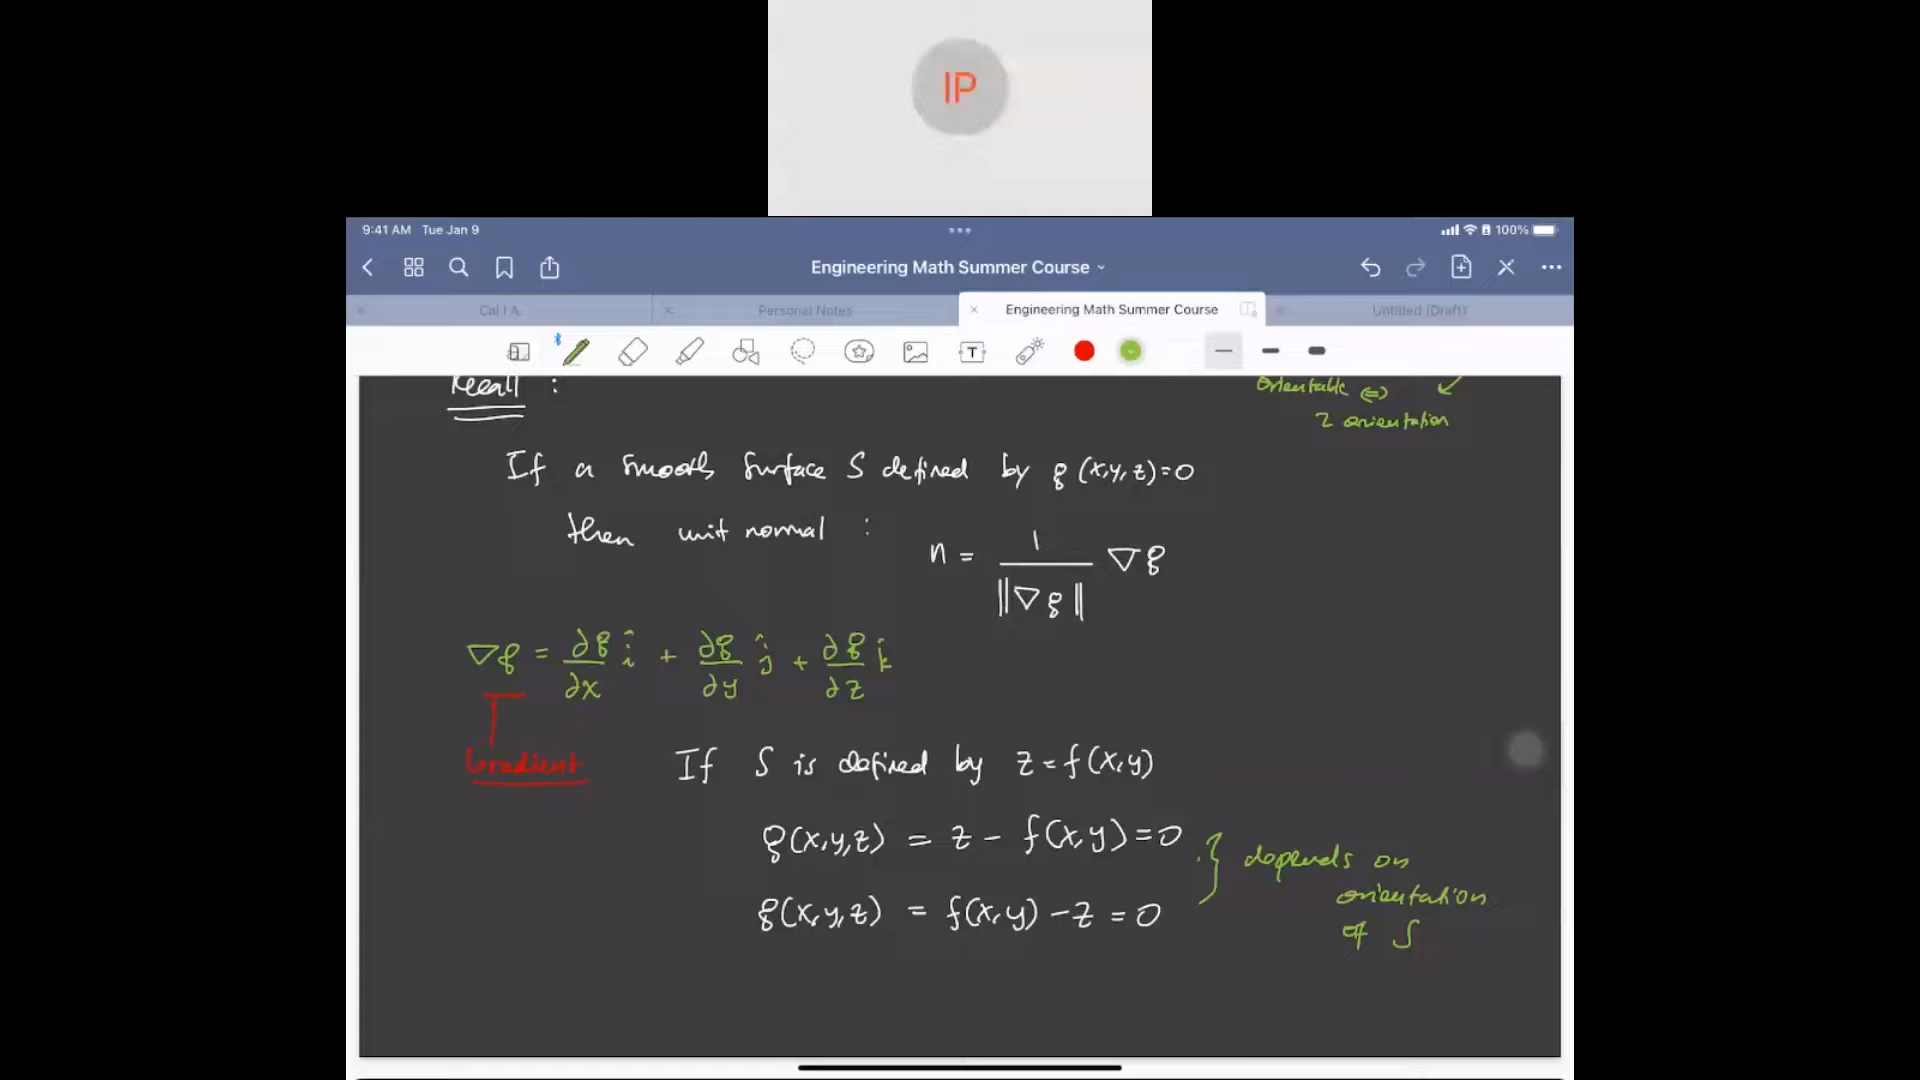 IP
9:41 AM Tue Jan 9
100%
Engineering Math Summer Course
Cal I A
Personal Notes
Engineering Math Summer Course
Untitled (Draft)
T
Recall :
Orientable ⇔ ✓
2 orientation
If a smooth surface S defined by g(x,y,z)=0
then unit normal :
n = 1/‖∇g‖ ∇g
∇g = ∂g/∂x î + ∂g/∂y ĵ + ∂g/∂z k̂
Gradient
If S is defined by z=f(x,y)
g(x,y,z) = z - f(x,y)=0
g(x,y,z) = f(x,y) - z = 0
} depends on
orientation
of S